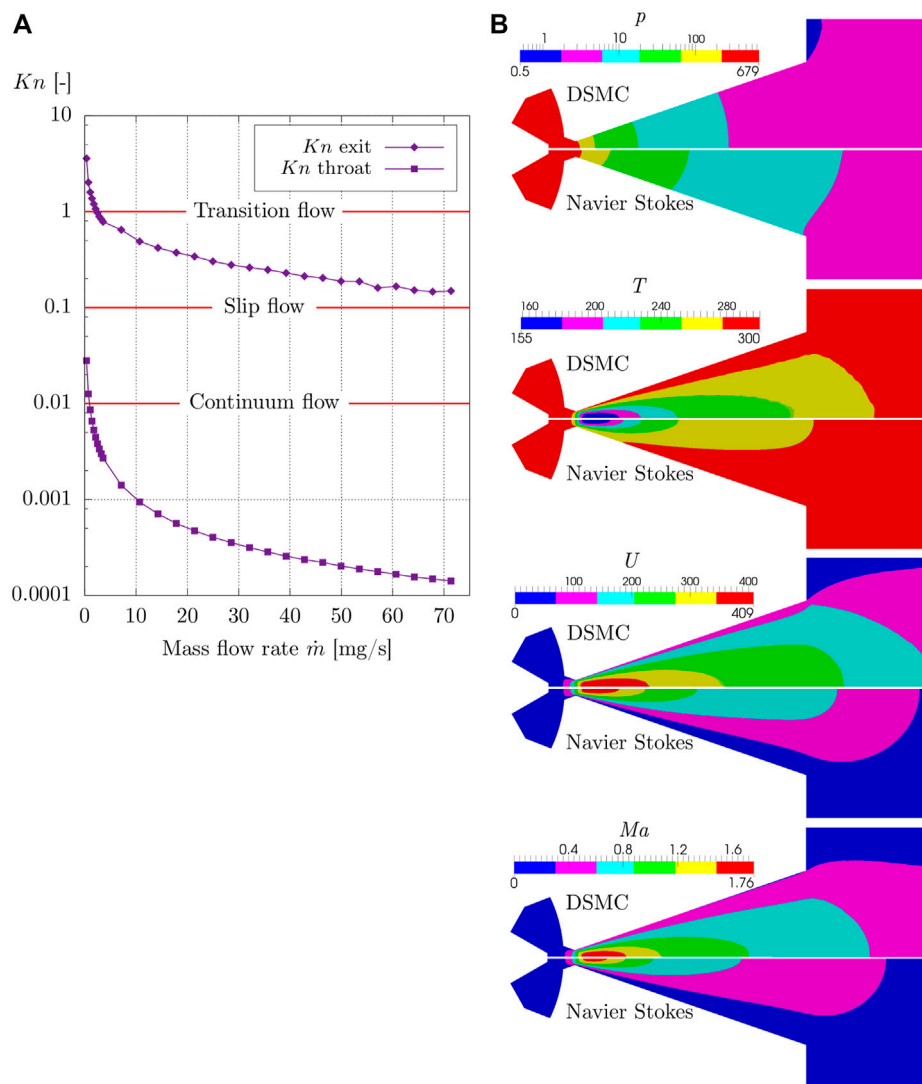 A
Kn [-]
10
1
0.1
0.01
0.001
0.0001
Kn exit
Kn throat
Transition flow
Slip flow
Continuum flow
0 10 20 30 40 50 60 70
Mass flow rate ṁ [mg/s]
B
p
1 10 100
0.5 679
DSMC
Navier Stokes
T
160 200 240 280
155 300
DSMC
Navier Stokes
U
100 200 300 400
0 409
DSMC
Navier Stokes
Ma
0.4 0.8 1.2 1.6
0 1.76
DSMC
Navier Stokes